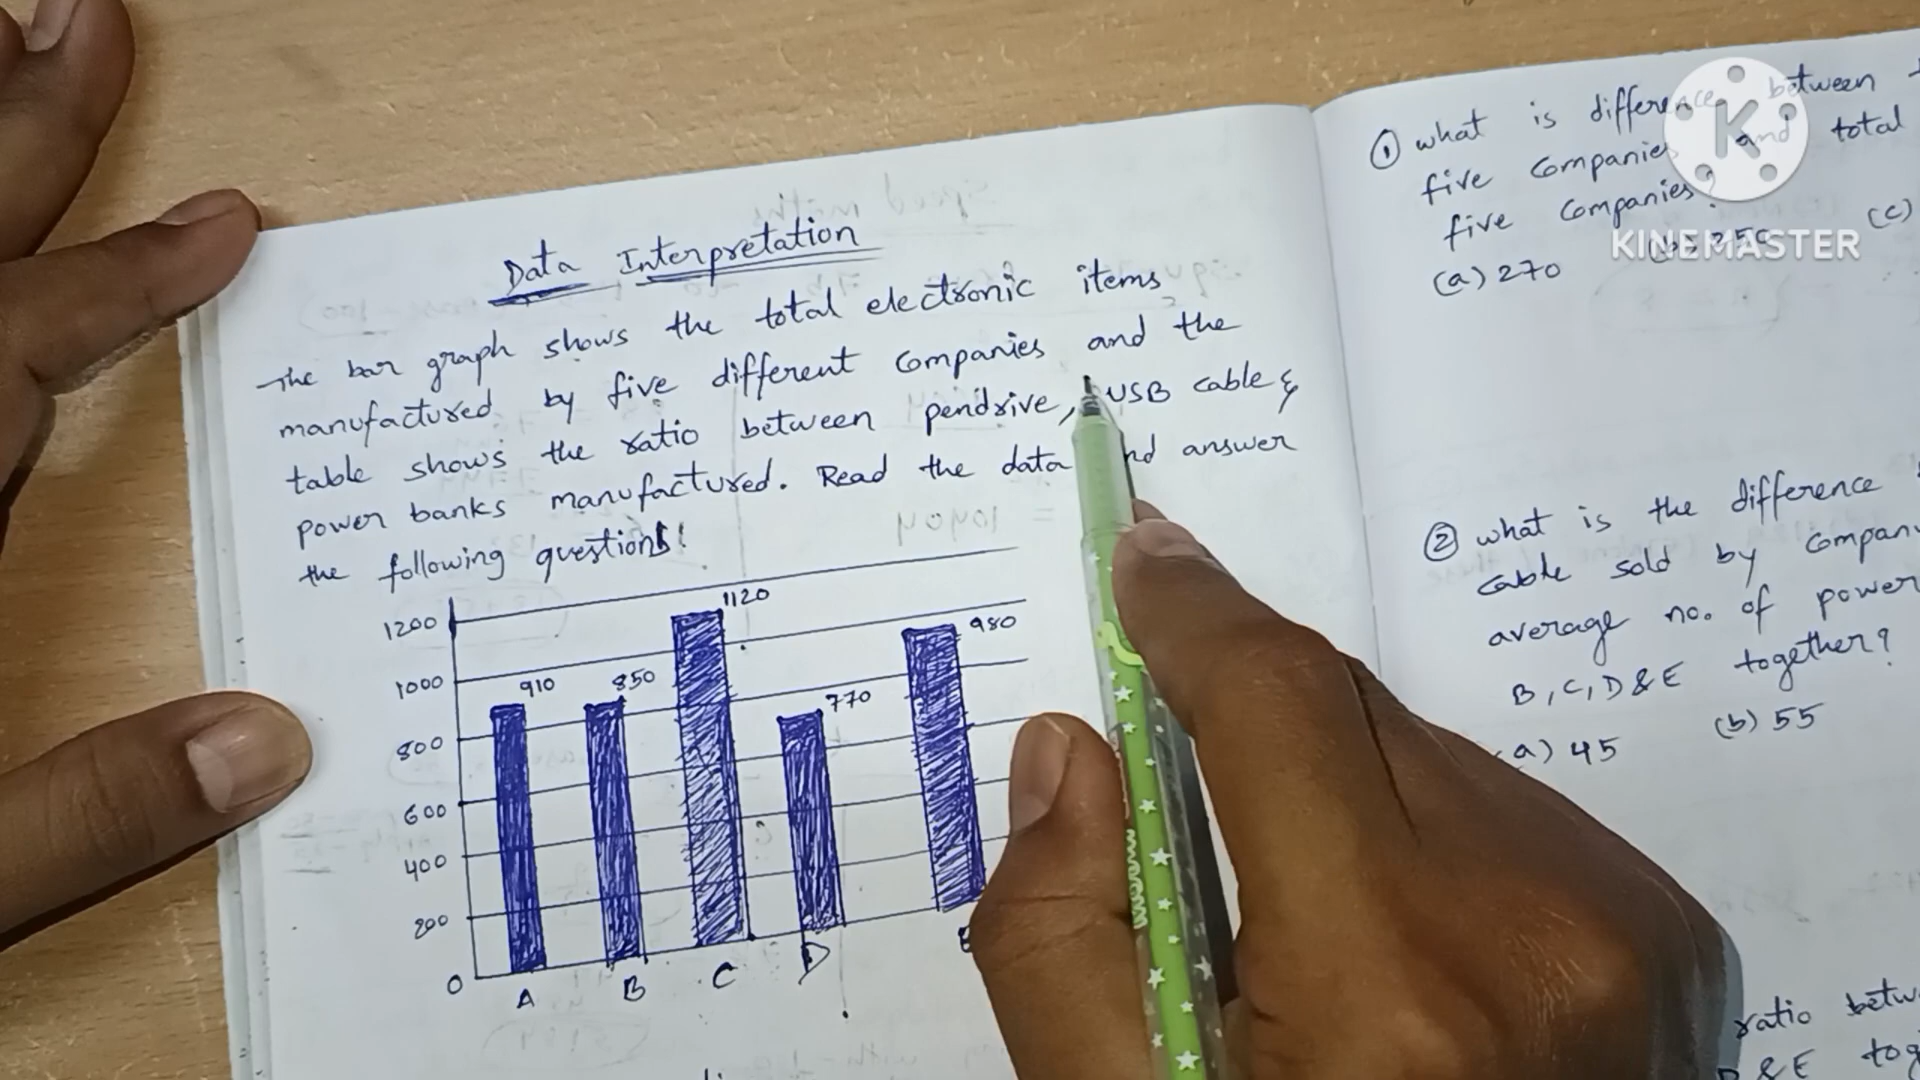 Data Interpretation
The bar graph shows the total electronic items
manufactured by five different companies and the
table shows the ratio between pendrive, USB cable &
power banks manufactured. Read the data and answer
the following questions!
1200
1000
800
600
400
200
0
910
850
1120
770
980
A
B
C
D
E
① what is difference between
five companies and total
five companies?
(a) 270 (b) 250 (c)
② what is the difference
cable sold by company
average no. of power
B, C, D & E together?
(a) 45 (b) 55
ratio
& E
KINEMASTER